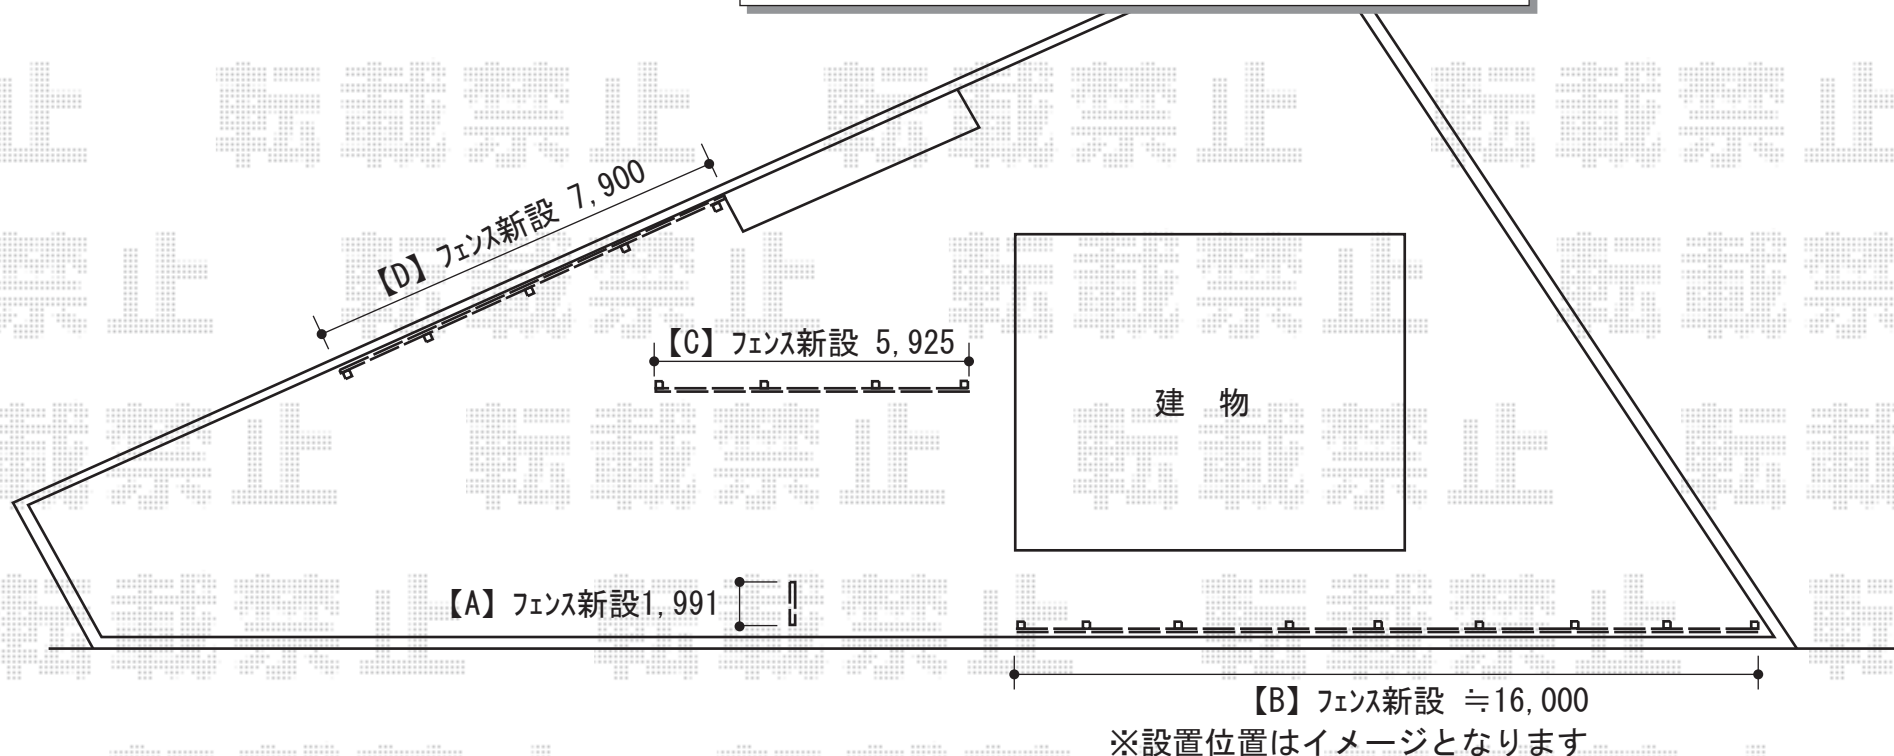 【D】フェンス新設 7,900
【C】フェンス新設 5,925
建 物
【A】フェンス新設1,991
【B】フェンス新設 ≒16,000
※設置位置はイメージとなります
転載禁止